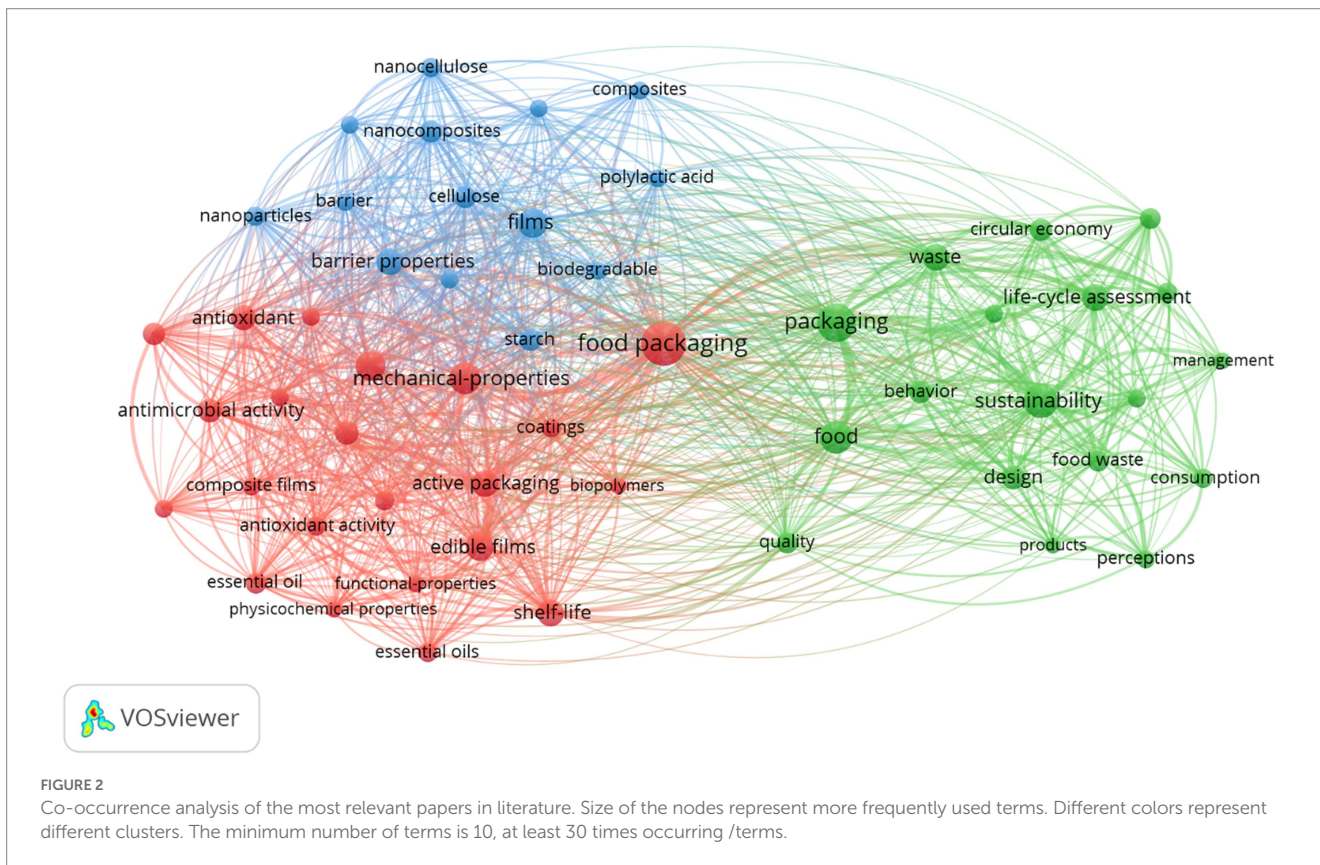 nanocellulose
composites
nanocomposites
polylactic acid
cellulose
barrier
nanoparticles
films
circular economy
waste
barrier properties
biodegradable
life-cycle assessment
antioxidant
packaging
starch
food packaging
management
mechanical-properties
behavior
sustainability
antimicrobial activity
coatings
food
food waste
design
consumption
composite films
active packaging
biopolymers
antioxidant activity
quality
products
edible films
perceptions
essential oil
functional-properties
physicochemical properties
shelf-life
essential oils
VOSviewer
FIGURE 2
Co-occurrence analysis of the most relevant papers in literature. Size of the nodes represent more frequently used terms. Different colors represent
different clusters. The minimum number of terms is 10, at least 30 times occurring /terms.